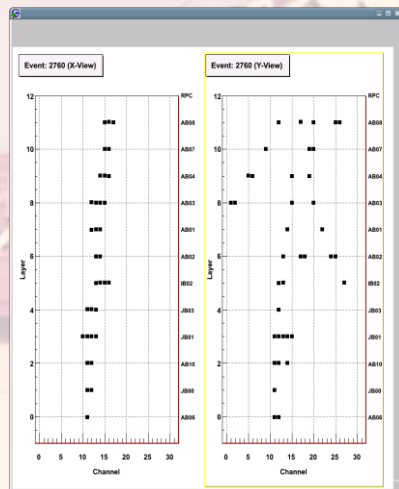 Event: 2760 (X-View)
12
10
8
6
4
2
0
Layer
0 5 10 15 20 25 30
Channel
RPC
AB08
AB07
AB04
AB03
AB01
AB02
IB02
JB03
JB01
AB10
JB00
AB06
Event: 2760 (Y-View)
12
10
8
6
4
2
0
Layer
0 5 10 15 20 25 30
Channel
RPC
AB08
AB07
AB04
AB03
AB01
AB02
IB02
JB03
JB01
AB10
JB00
AB06